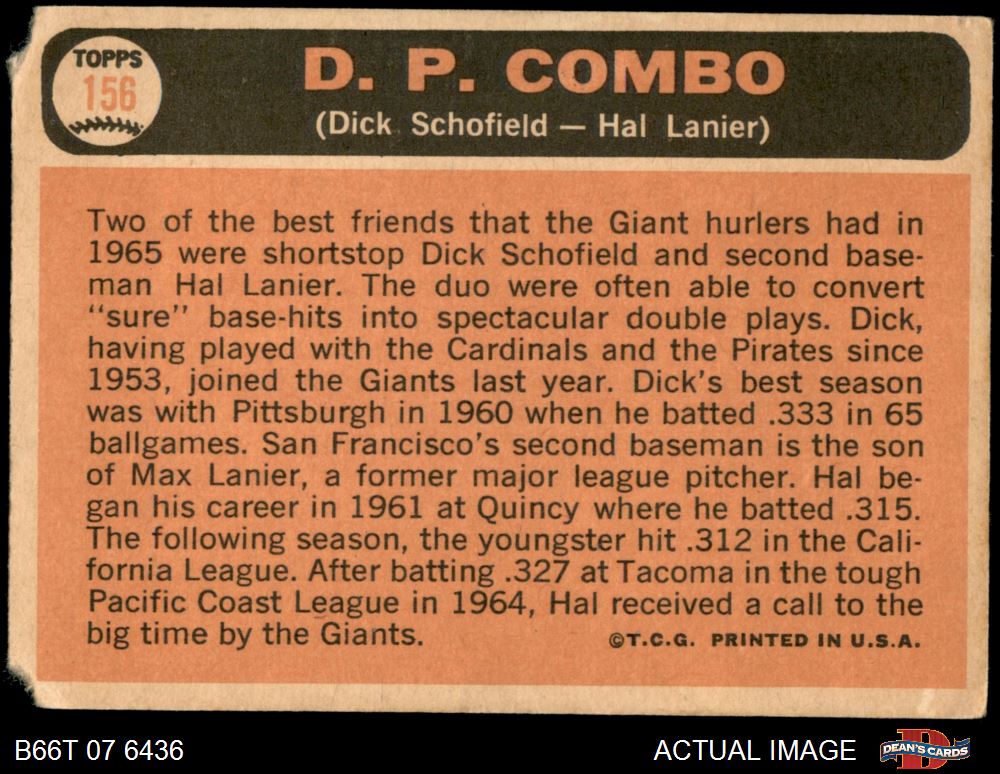 TOPPS
156
D. P. COMBO
(Dick Schofield — Hal Lanier)
Two of the best friends that the Giant hurlers had in
1965 were shortstop Dick Schofield and second base-
man Hal Lanier. The duo were often able to convert
“sure” base-hits into spectacular double plays. Dick,
having played with the Cardinals and the Pirates since
1953, joined the Giants last year. Dick’s best season
was with Pittsburgh in 1960 when he batted .333 in 65
ballgames. San Francisco’s second baseman is the son
of Max Lanier, a former major league pitcher. Hal be-
gan his career in 1961 at Quincy where he batted .315.
The following season, the youngster hit .312 in the Cali-
fornia League. After batting .327 at Tacoma in the tough
Pacific Coast League in 1964, Hal received a call to the
big time by the Giants.
©T.C.G. PRINTED IN U.S.A.
B66T 07 6436
ACTUAL IMAGE
DEAN'S CARDS